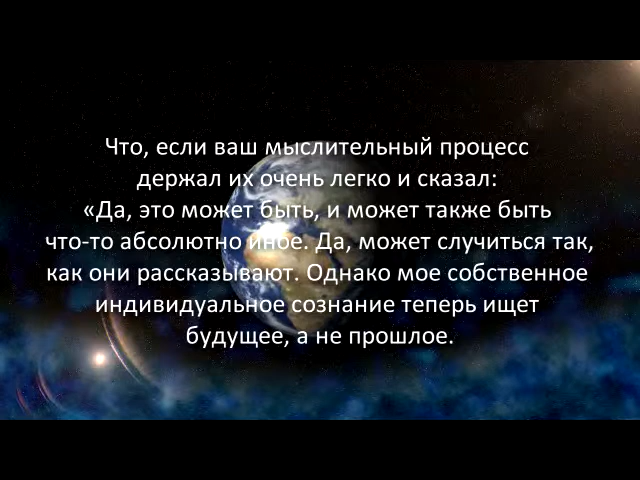 Что, если ваш мыслительный процесс
держал их очень легко и сказал:
«Да, это может быть, и может также быть
что-то абсолютно иное. Да, может случиться так,
как они рассказывают. Однако мое собственное
индивидуальное сознание теперь ищет
будущее, а не прошлое.